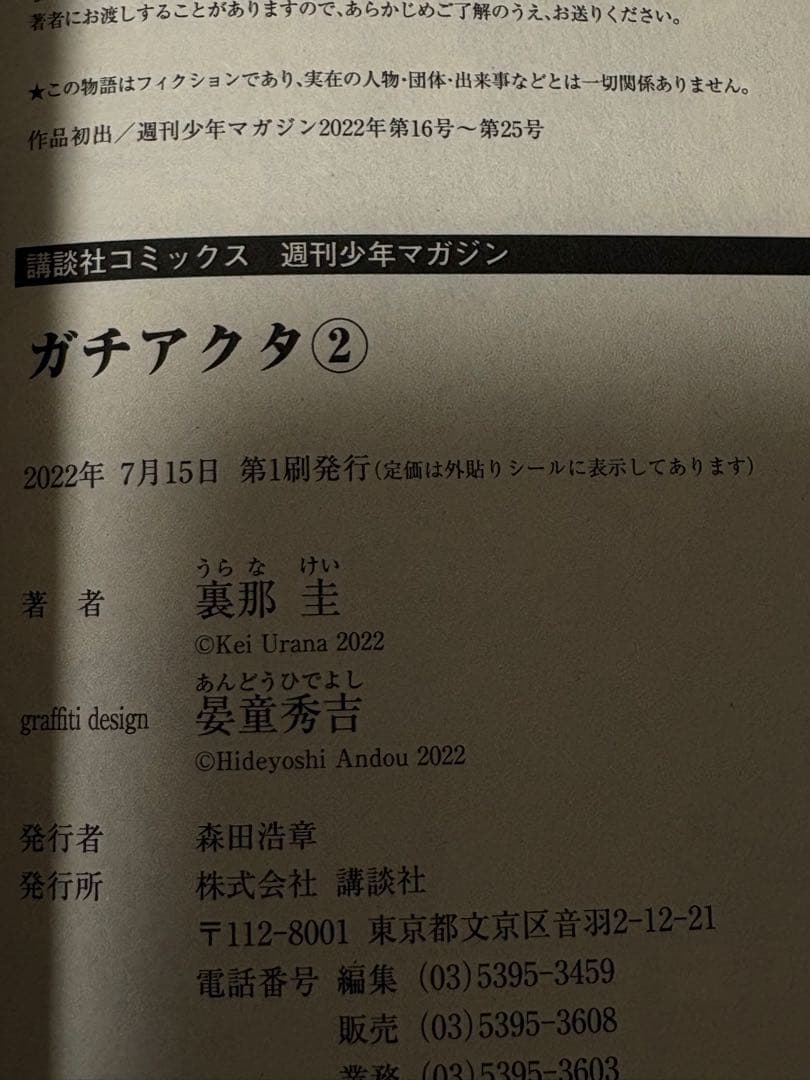 著者にお渡しすることがありますので、あらかじめご了解のうえ、お送りください。
★この物語はフィクションであり、実在の人物・団体・出来事などとは一切関係ありません。
作品初出／週刊少年マガジン2022年第16号〜第25号
講談社コミックス　週刊少年マガジン
ガチアクタ②
2022年 7月15日 第1刷発行(定価は外貼りシールに表示してあります)
うら な　けい
著 者　裏那 圭
©Kei Urana 2022
あんどうひでよし
graffiti design　晏童秀吉
©Hideyoshi Andou 2022
発行者　森田浩章
発行所　株式会社 講談社
〒112-8001 東京都文京区音羽2-12-21
電話番号 編集 (03)5395-3459
販売 (03)5395-3608
業務 (03)5395-3603